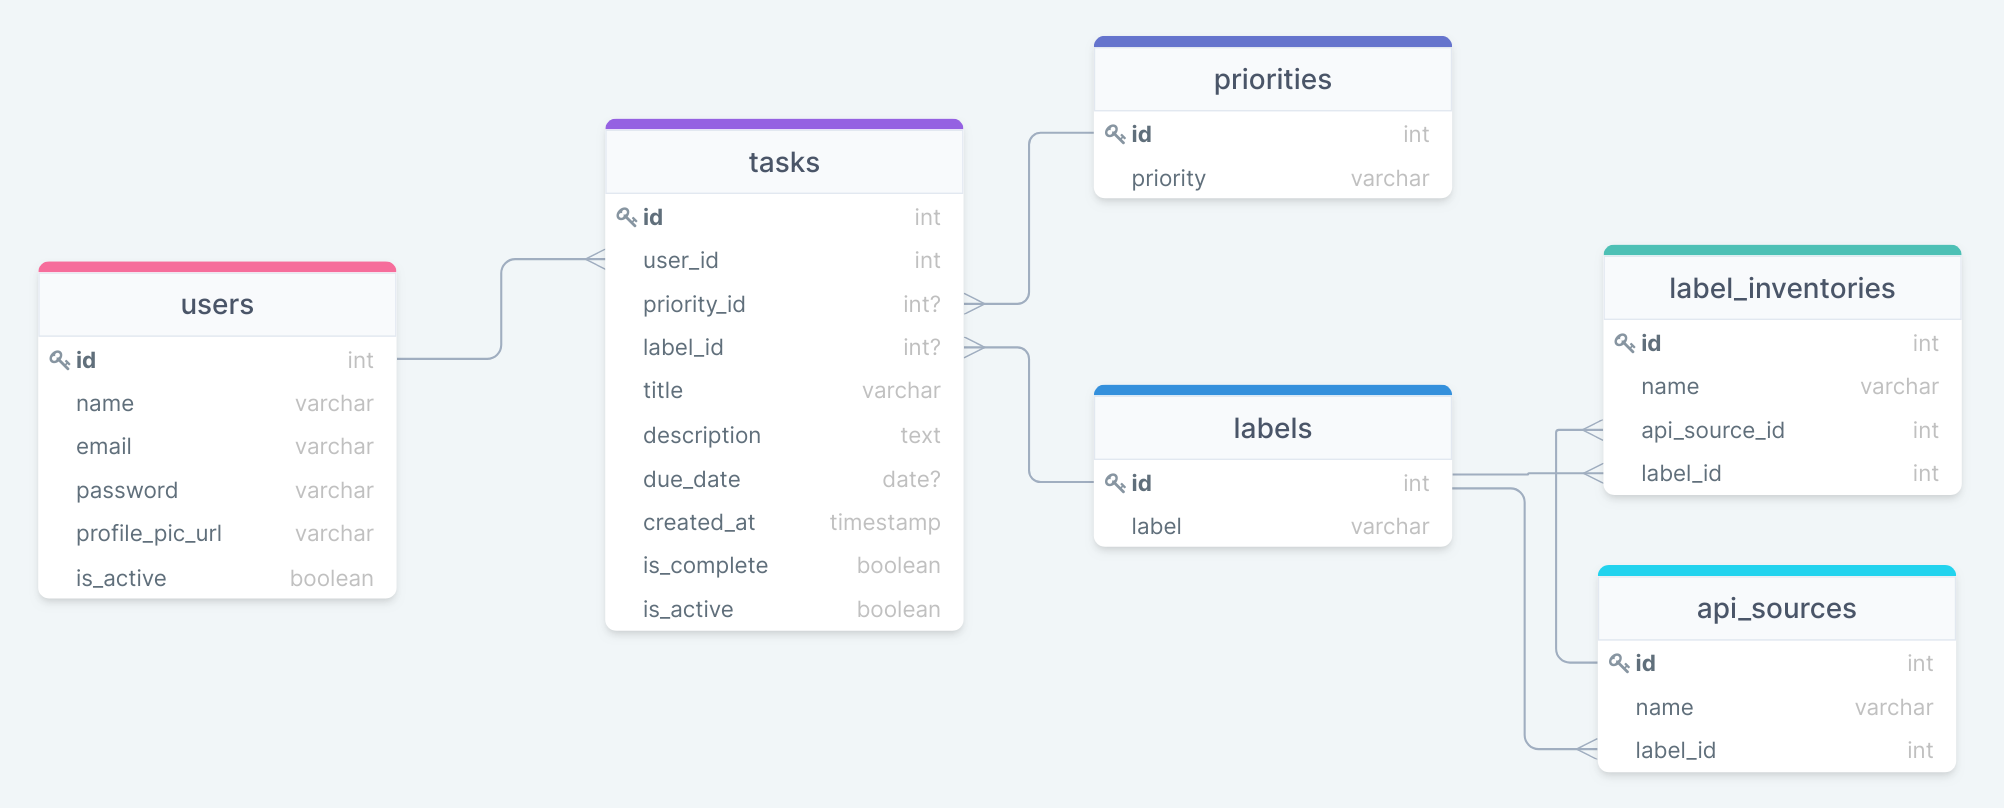 users
id int
name varchar
email varchar
password varchar
profile_pic_url varchar
is_active boolean
tasks
id int
user_id int
priority_id int?
label_id int?
title varchar
description text
due_date date?
created_at timestamp
is_complete boolean
is_active boolean
priorities
id int
priority varchar
labels
id int
label varchar
label_inventories
id int
name varchar
api_source_id int
label_id int
api_sources
id int
name varchar
label_id int